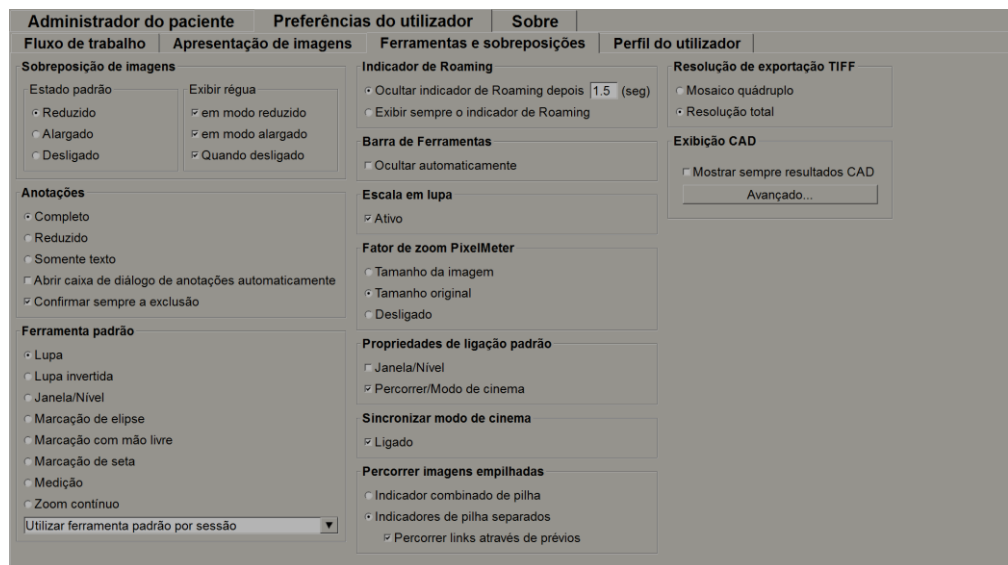 Administrador do paciente
Preferências do utilizador
Sobre
Fluxo de trabalho
Apresentação de imagens
Ferramentas e sobreposições
Perfil do utilizador
Sobreposição de imagens
Estado padrão
Reduzido
Alargado
Desligado
Exibir régua
em modo reduzido
em modo alargado
Quando desligado
Anotações
Completo
Reduzido
Somente texto
Abrir caixa de diálogo de anotações automaticamente
Confirmar sempre a exclusão
Ferramenta padrão
Lupa
Lupa invertida
Janela/Nível
Marcação de elipse
Marcação com mão livre
Marcação de seta
Medição
Zoom contínuo
Utilizar ferramenta padrão por sessão
Indicador de Roaming
Ocultar indicador de Roaming depois 1.5 (seg)
Exibir sempre o indicador de Roaming
Barra de Ferramentas
Ocultar automaticamente
Escala em lupa
Ativo
Fator de zoom PixelMeter
Tamanho da imagem
Tamanho original
Desligado
Propriedades de ligação padrão
Janela/Nível
Percorrer/Modo de cinema
Sincronizar modo de cinema
Ligado
Percorrer imagens empilhadas
Indicador combinado de pilha
Indicadores de pilha separados
Percorrer links através de prévios
Resolução de exportação TIFF
Mosaico quádruplo
Resolução total
Exibição CAD
Mostrar sempre resultados CAD
Avançado...